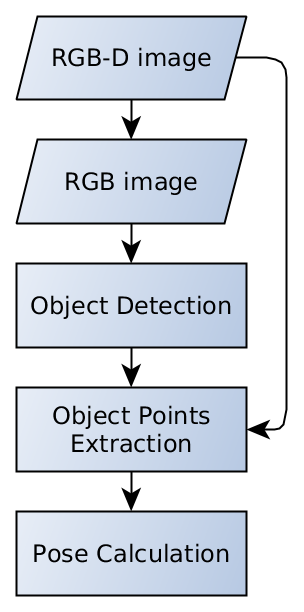 RGB-D image
RGB image
Object Detection
Object Points
Extraction
Pose Calculation